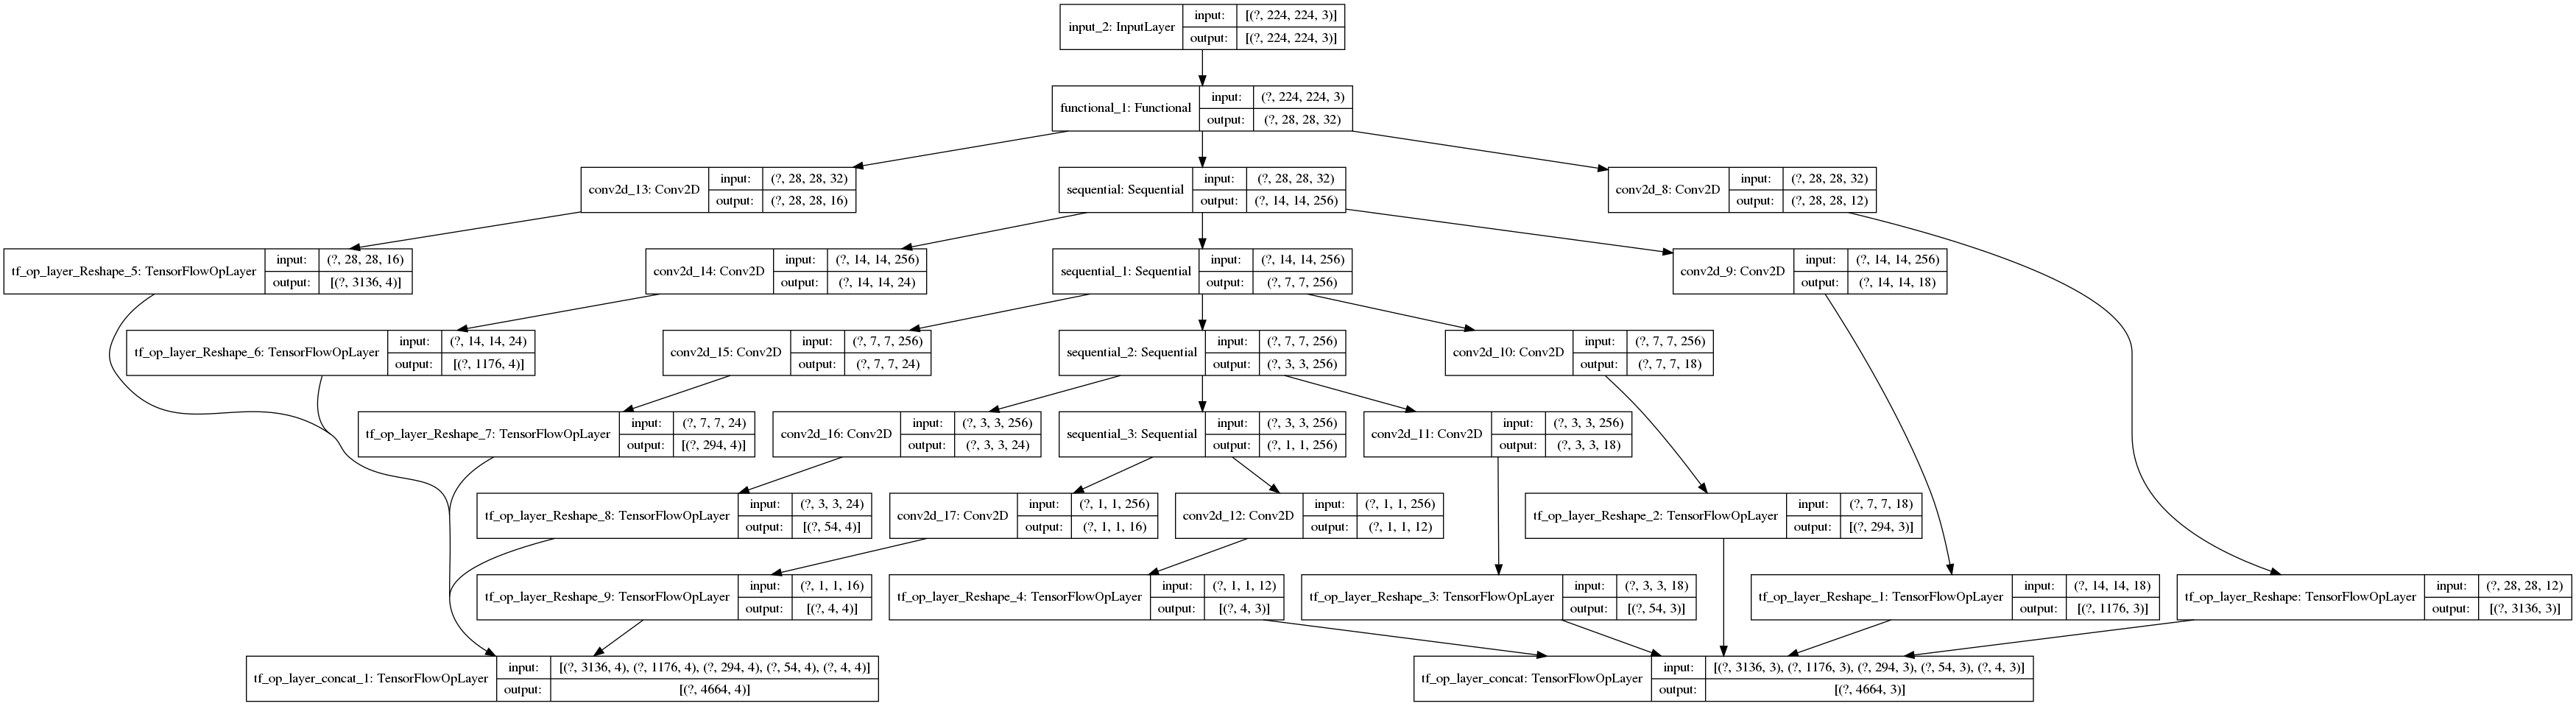 input_2: InputLayer
input: [(?, 224, 224, 3)]
output: [(?, 224, 224, 3)]
functional_1: Functional
input: (?, 224, 224, 3)
output: (?, 28, 28, 32)
conv2d_13: Conv2D
input: (?, 28, 28, 32)
output: (?, 28, 28, 16)
sequential: Sequential
input: (?, 28, 28, 32)
output: (?, 14, 14, 256)
conv2d_8: Conv2D
input: (?, 28, 28, 32)
output: (?, 28, 28, 12)
tf_op_layer_Reshape_5: TensorFlowOpLayer
input: (?, 28, 28, 16)
output: [(?, 3136, 4)]
conv2d_14: Conv2D
input: (?, 14, 14, 256)
output: (?, 14, 14, 24)
sequential_1: Sequential
input: (?, 14, 14, 256)
output: (?, 7, 7, 256)
conv2d_9: Conv2D
input: (?, 14, 14, 256)
output: (?, 14, 14, 18)
tf_op_layer_Reshape_6: TensorFlowOpLayer
input: (?, 14, 14, 24)
output: [(?, 1176, 4)]
conv2d_15: Conv2D
input: (?, 7, 7, 256)
output: (?, 7, 7, 24)
sequential_2: Sequential
input: (?, 7, 7, 256)
output: (?, 3, 3, 256)
conv2d_10: Conv2D
input: (?, 7, 7, 256)
output: (?, 7, 7, 18)
tf_op_layer_Reshape_7: TensorFlowOpLayer
input: (?, 7, 7, 24)
output: [(?, 294, 4)]
conv2d_16: Conv2D
input: (?, 3, 3, 256)
output: (?, 3, 3, 24)
sequential_3: Sequential
input: (?, 3, 3, 256)
output: (?, 1, 1, 256)
conv2d_11: Conv2D
input: (?, 3, 3, 256)
output: (?, 3, 3, 18)
tf_op_layer_Reshape_8: TensorFlowOpLayer
input: (?, 3, 3, 24)
output: [(?, 54, 4)]
conv2d_17: Conv2D
input: (?, 1, 1, 256)
output: (?, 1, 1, 16)
conv2d_12: Conv2D
input: (?, 1, 1, 256)
output: (?, 1, 1, 12)
tf_op_layer_Reshape_2: TensorFlowOpLayer
input: (?, 7, 7, 18)
output: [(?, 294, 3)]
tf_op_layer_Reshape_9: TensorFlowOpLayer
input: (?, 1, 1, 16)
output: [(?, 4, 4)]
tf_op_layer_Reshape_4: TensorFlowOpLayer
input: (?, 1, 1, 12)
output: [(?, 4, 3)]
tf_op_layer_Reshape_3: TensorFlowOpLayer
input: (?, 3, 3, 18)
output: [(?, 54, 3)]
tf_op_layer_Reshape_1: TensorFlowOpLayer
input: (?, 14, 14, 18)
output: [(?, 1176, 3)]
tf_op_layer_Reshape: TensorFlowOpLayer
input: (?, 28, 28, 12)
output: [(?, 3136, 3)]
tf_op_layer_concat_1: TensorFlowOpLayer
input: [(?, 3136, 4), (?, 1176, 4), (?, 294, 4), (?, 54, 4), (?, 4, 4)]
output: [(?, 4664, 4)]
tf_op_layer_concat: TensorFlowOpLayer
input: [(?, 3136, 3), (?, 1176, 3), (?, 294, 3), (?, 54, 3), (?, 4, 3)]
output: [(?, 4664, 3)]